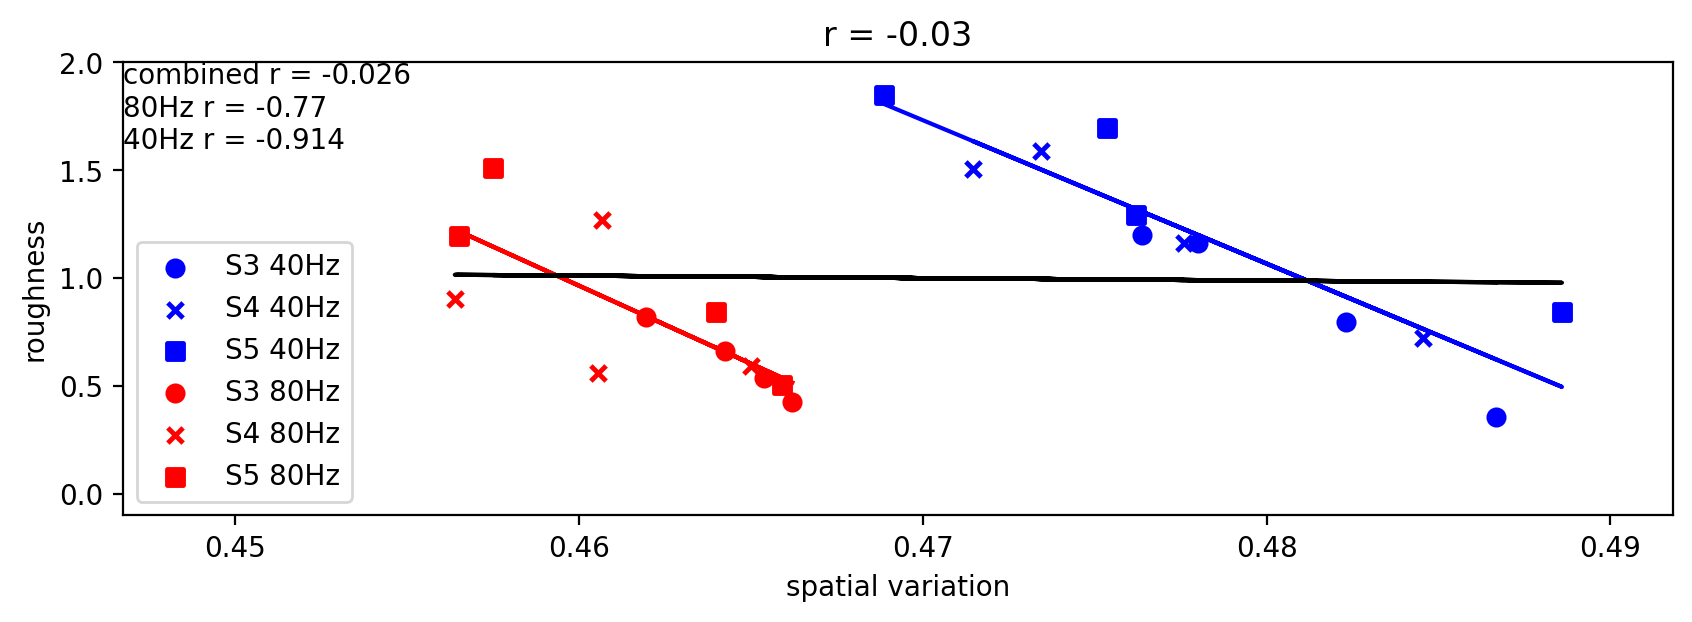 r = -0.03
combined r = -0.026
80Hz r = -0.77
40Hz r = -0.914
2.0
1.5
1.0
0.5
0.0
roughness
S3 40Hz
S4 40Hz
S5 40Hz
S3 80Hz
S4 80Hz
S5 80Hz
0.45 0.46 0.47 0.48 0.49
spatial variation